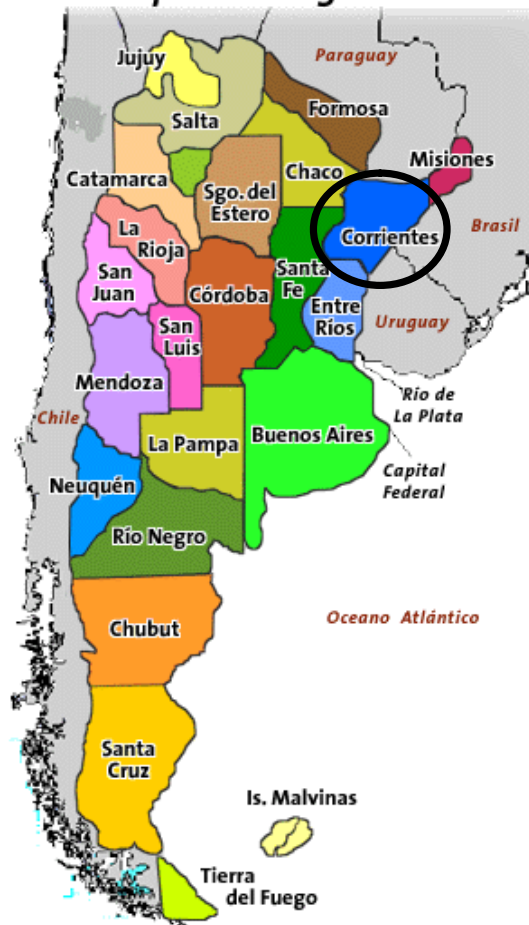 Jujuy
Paraguay
Formosa
Salta
Misiones
Chaco
Catamarca
Sgo. del
Estero
La
Rioja
Brasil
Corrientes
San
Juan
Santa
Fe
Córdoba
Entre
Ríos
San
Luis
Uruguay
Mendoza
Río de
La Plata
Chile
Buenos Aires
La Pampa
Capital
Federal
Neuquén
Río Negro
Oceano Atlántico
Chubut
Santa
Cruz
Is. Malvinas
Tierra
del Fuego